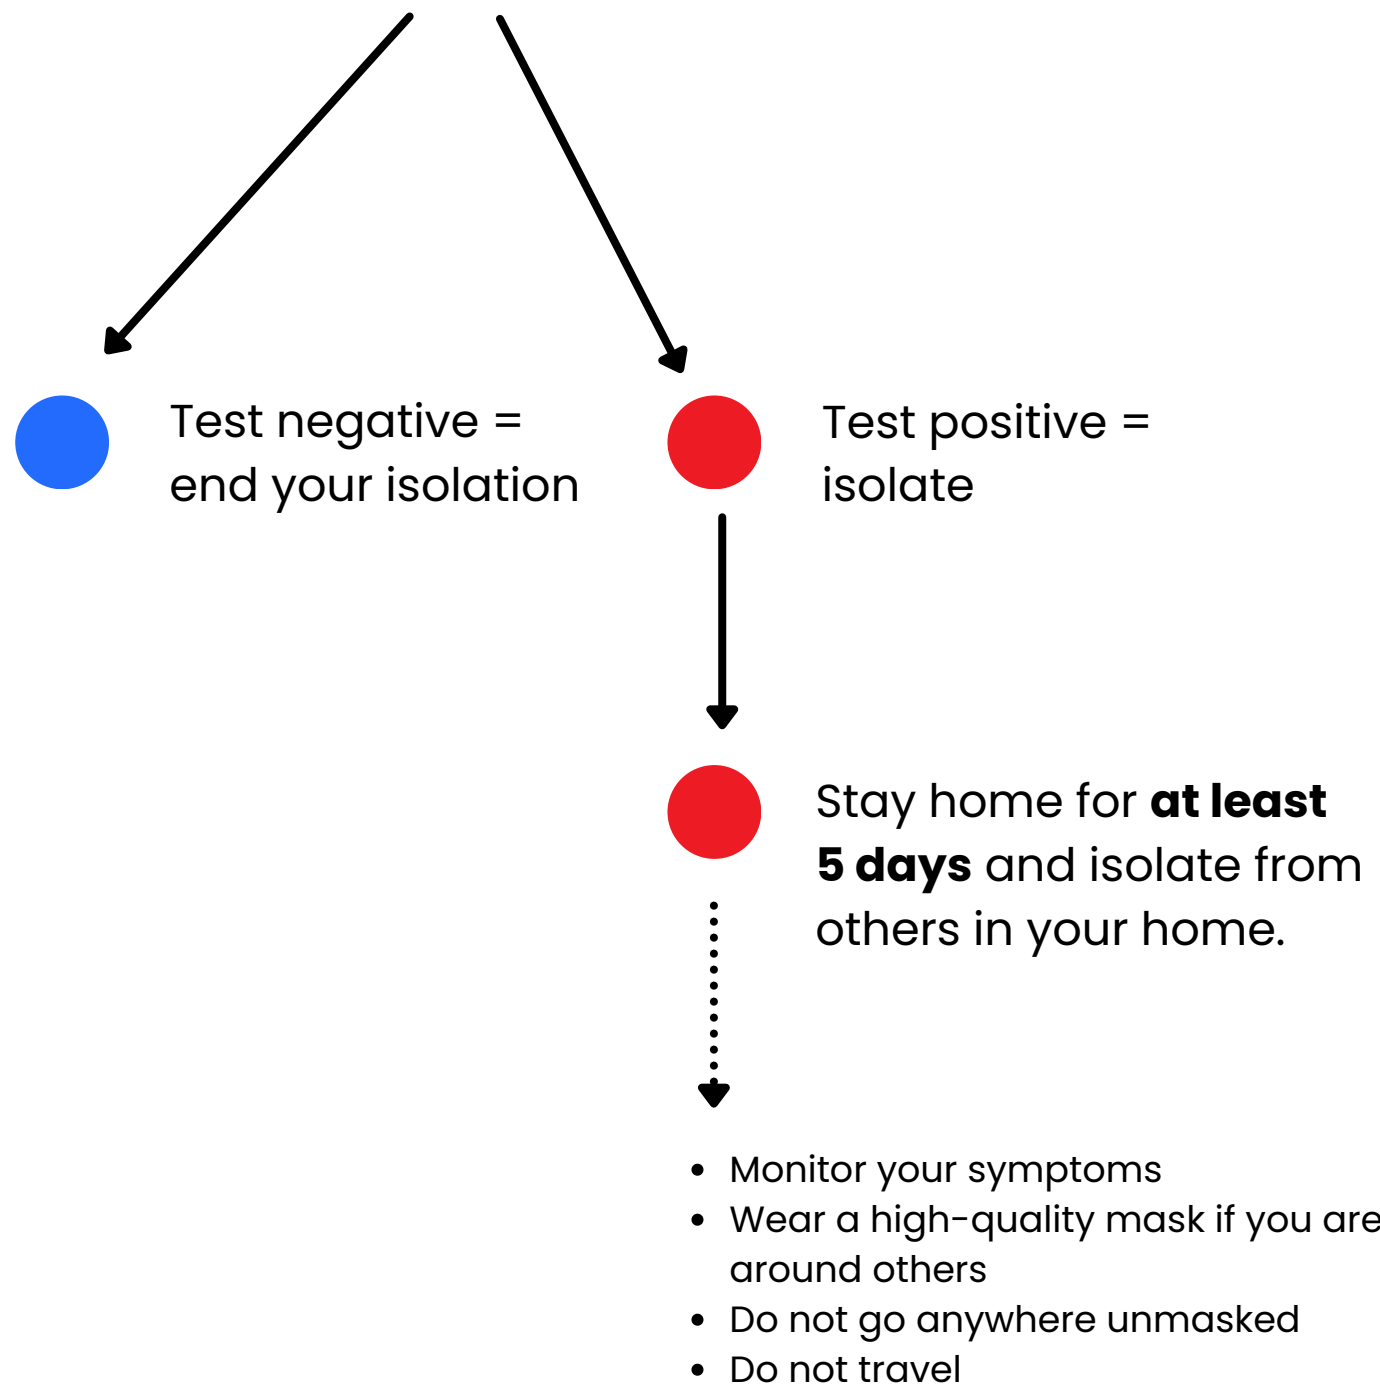 Test negative =
end your isolation
Test positive =
isolate
Stay home for at least
5 days and isolate from
others in your home.
• Monitor your symptoms
• Wear a high-quality mask if you are
around others
• Do not go anywhere unmasked
• Do not travel